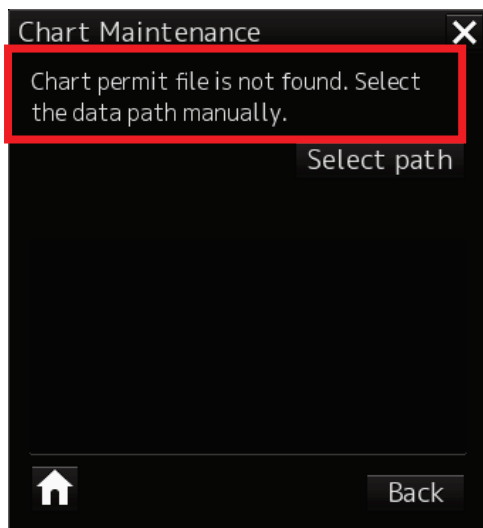 Chart Maintenance
Chart permit file is not found. Select
the data path manually.
Select path
Back